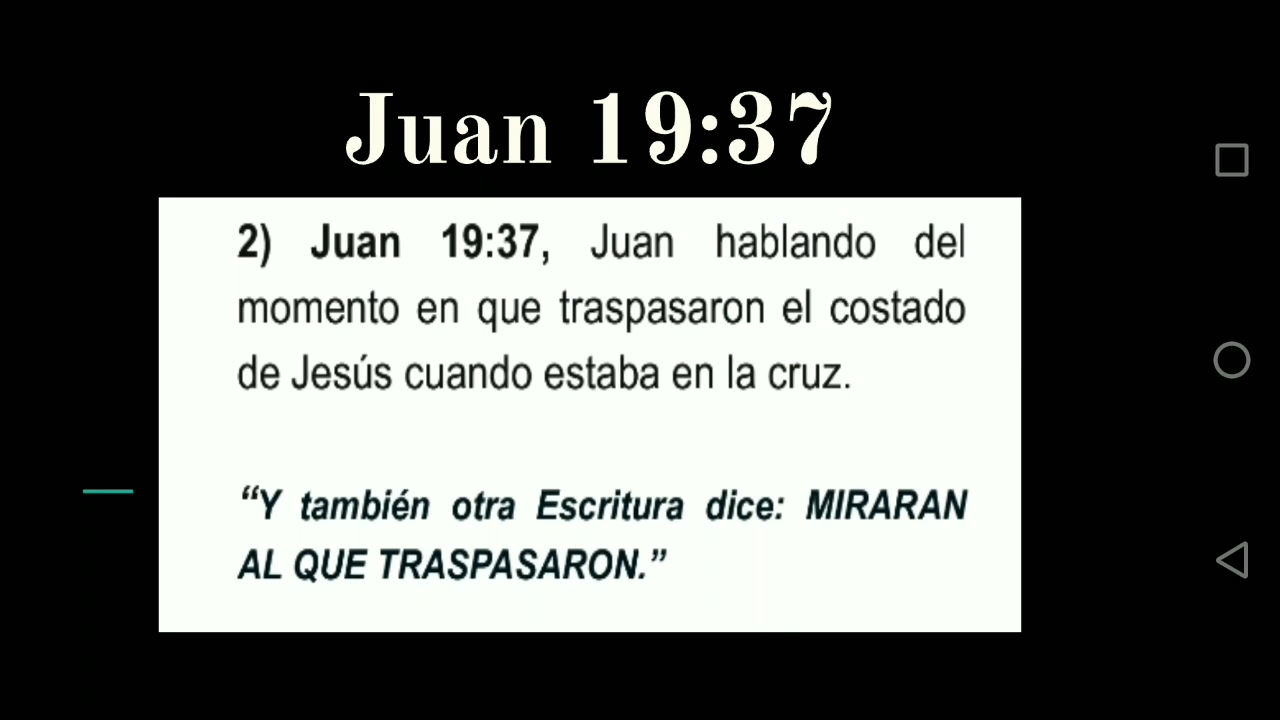 Juan 19:37
2) Juan 19:37, Juan hablando del
momento en que traspasaron el costado
de Jesús cuando estaba en la cruz.
“Y también otra Escritura dice: MIRARAN
AL QUE TRASPASARON.”